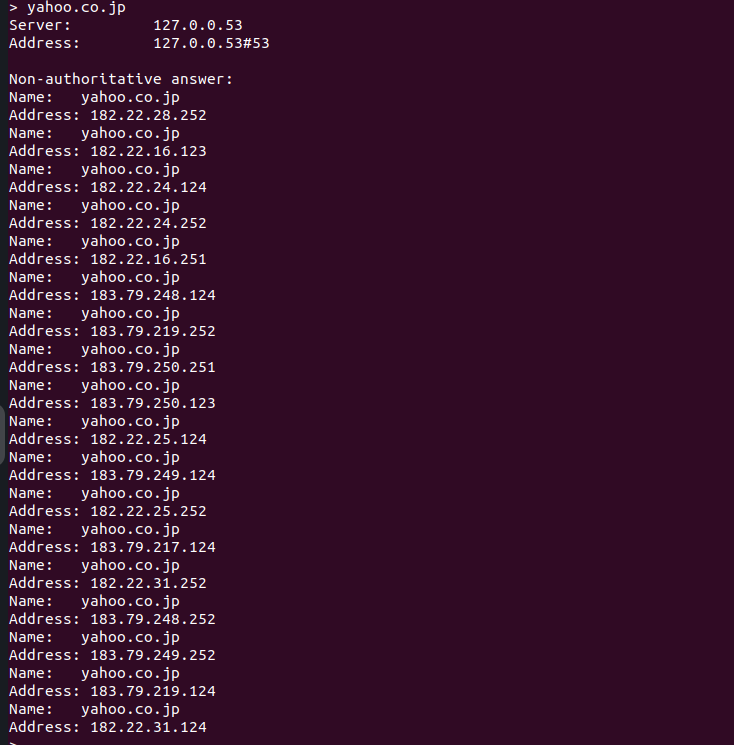 > yahoo.co.jp
Server:         127.0.0.53
Address:        127.0.0.53#53

Non-authoritative answer:
Name:   yahoo.co.jp
Address: 182.22.28.252
Name:   yahoo.co.jp
Address: 182.22.16.123
Name:   yahoo.co.jp
Address: 182.22.24.124
Name:   yahoo.co.jp
Address: 182.22.24.252
Name:   yahoo.co.jp
Address: 182.22.16.251
Name:   yahoo.co.jp
Address: 183.79.248.124
Name:   yahoo.co.jp
Address: 183.79.219.252
Name:   yahoo.co.jp
Address: 183.79.250.251
Name:   yahoo.co.jp
Address: 183.79.250.123
Name:   yahoo.co.jp
Address: 182.22.25.124
Name:   yahoo.co.jp
Address: 183.79.249.124
Name:   yahoo.co.jp
Address: 182.22.25.252
Name:   yahoo.co.jp
Address: 183.79.217.124
Name:   yahoo.co.jp
Address: 182.22.31.252
Name:   yahoo.co.jp
Address: 183.79.248.252
Name:   yahoo.co.jp
Address: 183.79.249.252
Name:   yahoo.co.jp
Address: 183.79.219.124
Name:   yahoo.co.jp
Address: 182.22.31.124
>